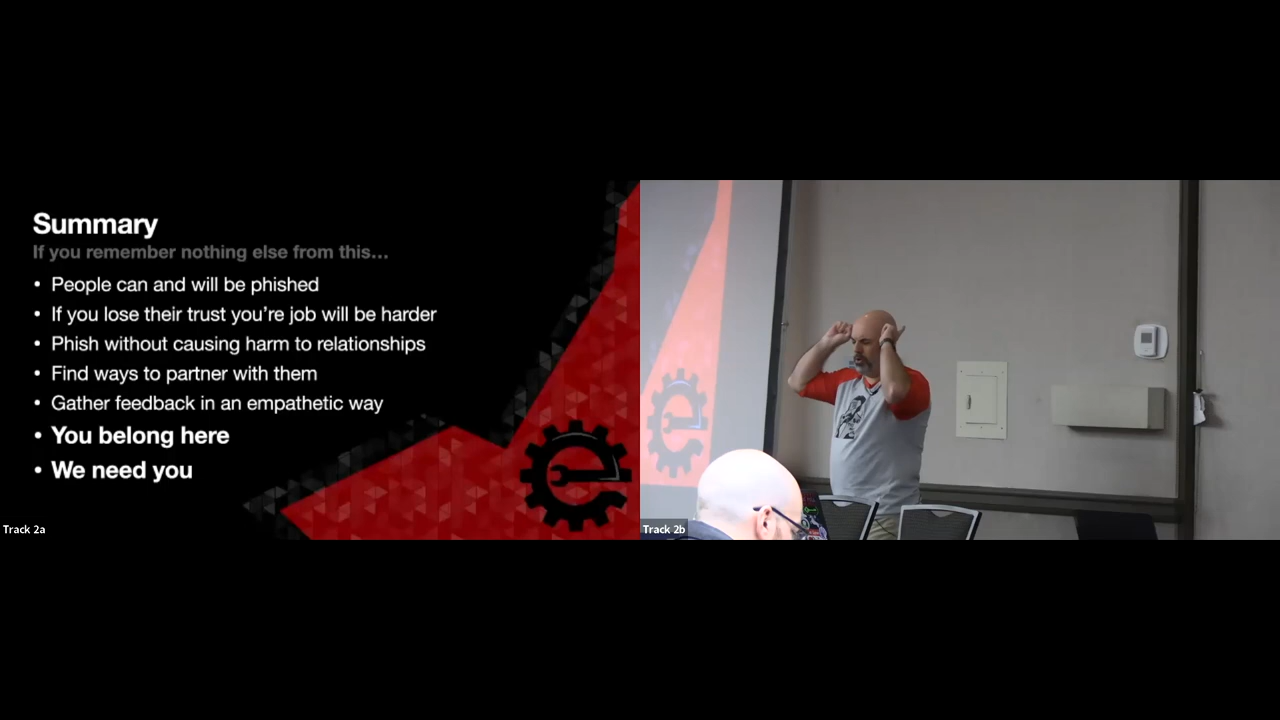 Summary
If you remember nothing else from this...
• People can and will be phished
• If you lose their trust you're job will be harder
• Phish without causing harm to relationships
• Find ways to partner with them
• Gather feedback in an empathetic way
• You belong here
• We need you
Track 2a
Track 2b